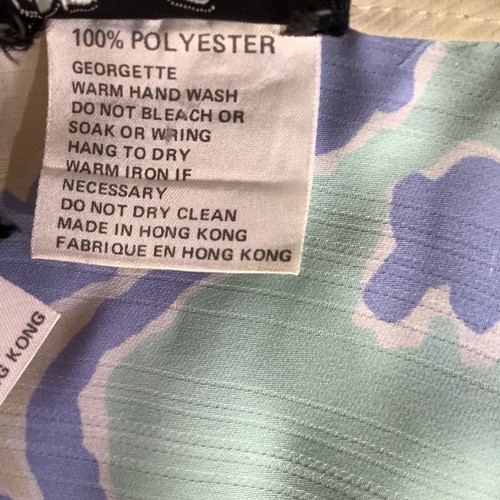 100% POLYESTER
GEORGETTE
WARM HAND WASH
DO NOT BLEACH OR
SOAK OR WRING
HANG TO DRY
WARM IRON IF
NECESSARY
DO NOT DRY CLEAN
MADE IN HONG KONG
FABRIQUE EN HONG KONG
G KONG